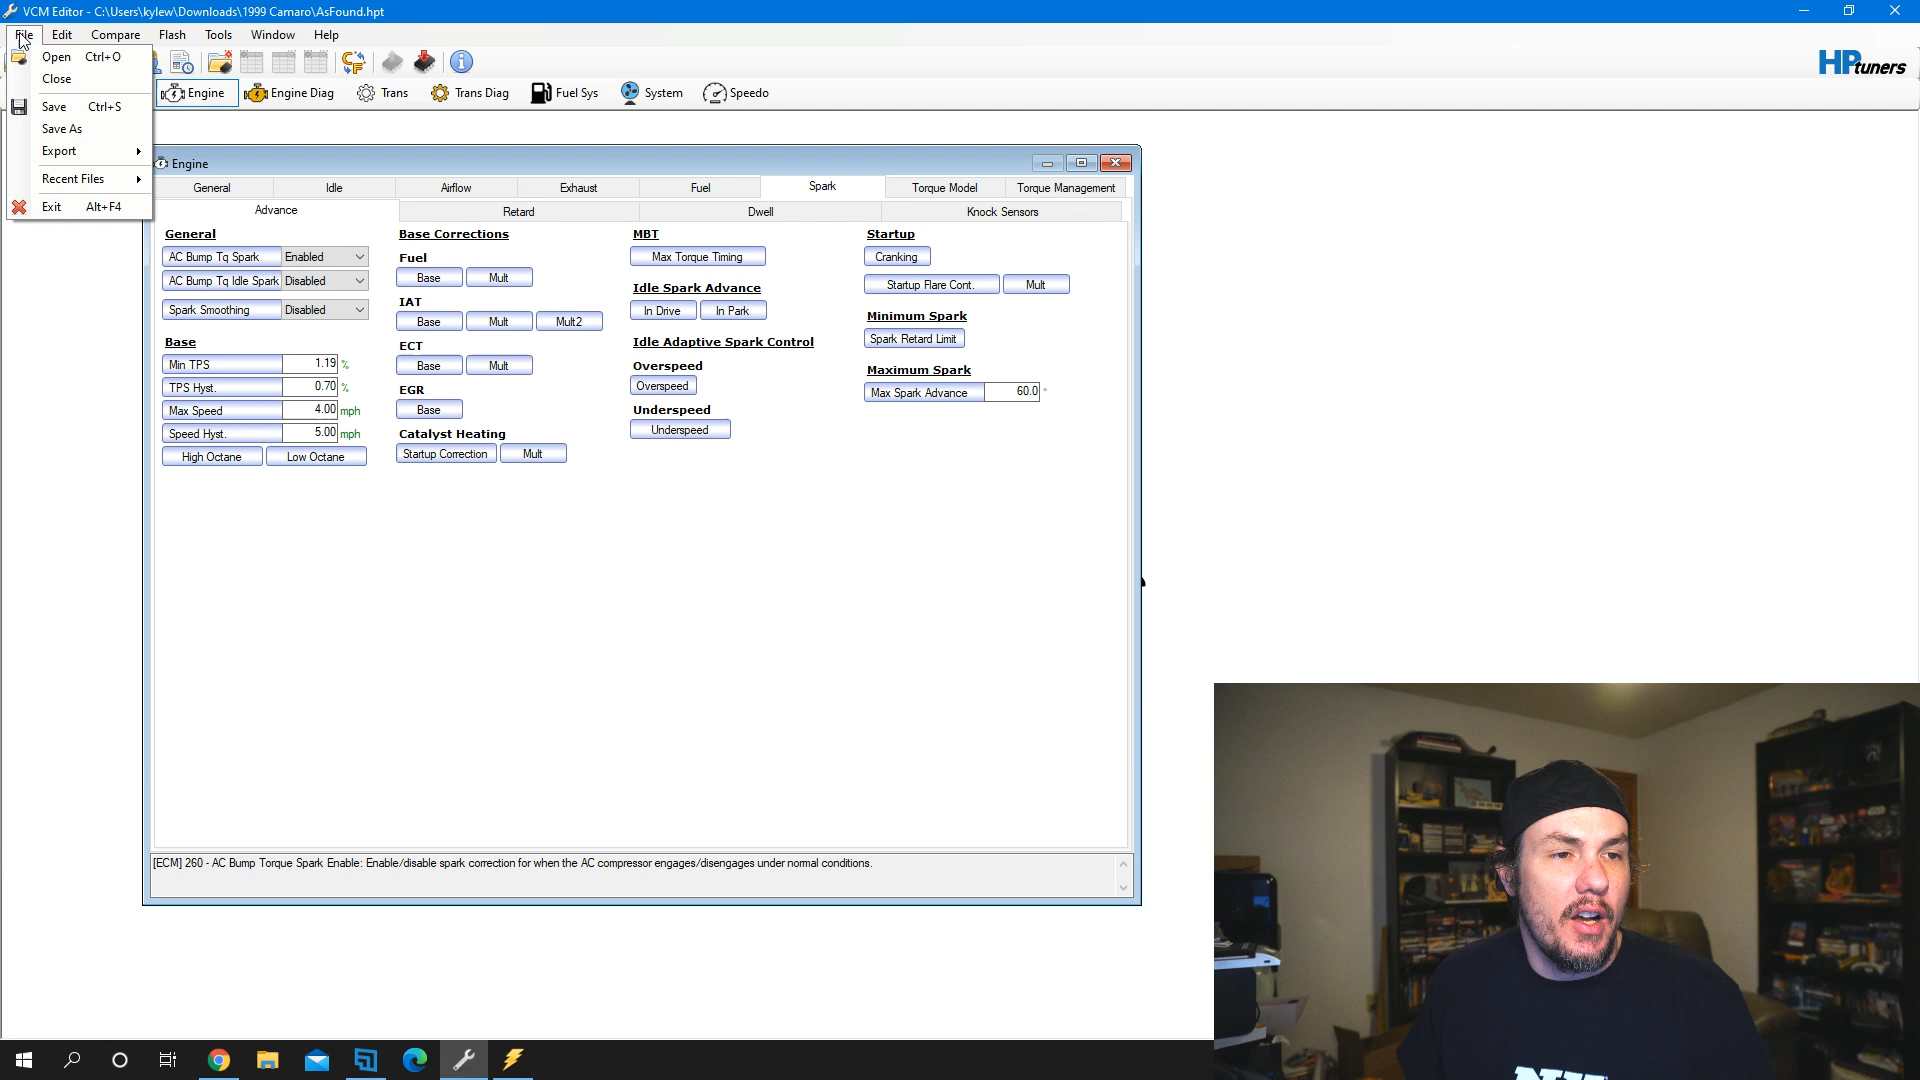 VCM Editor - C:\Users\kylew\Downloads\1999 Camaro\AsFound.hpt
File Edit Compare Flash Tools Window Help
Open Ctrl+O
Close
Save Ctrl+S
Save As
Export
Recent Files
Exit Alt+F4
HPtuners
Engine Engine Diag Trans Trans Diag Fuel Sys System Speedo
Engine
General Idle Airflow Exhaust Fuel Spark Torque Model Torque Management
Advance Retard Dwell Knock Sensors
General
AC Bump Tq Spark Enabled
AC Bump Tq Idle Spark Disabled
Spark Smoothing Disabled
Base
Min TPS 1.19 %
TPS Hyst. 0.70 %
Max Speed 4.00 mph
Speed Hyst. 5.00 mph
High Octane Low Octane
Base Corrections
Fuel
Base Mult
IAT
Base Mult Mult2
ECT
Base Mult
EGR
Base
Catalyst Heating
Startup Correction Mult
MBT
Max Torque Timing
Idle Spark Advance
In Drive In Park
Idle Adaptive Spark Control
Overspeed
Overspeed
Underspeed
Underspeed
Startup
Cranking
Startup Flare Cont. Mult
Minimum Spark
Spark Retard Limit
Maximum Spark
Max Spark Advance 60.0 °
[ECM] 260 - AC Bump Torque Spark Enable: Enable/disable spark correction for when the AC compressor engages/disengages under normal conditions.